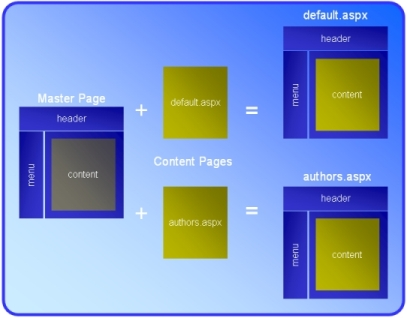 Master Page
header
menu
content
+
default.aspx
=
default.aspx
header
menu
content
Content Pages
+
authors.aspx
=
authors.aspx
header
menu
content